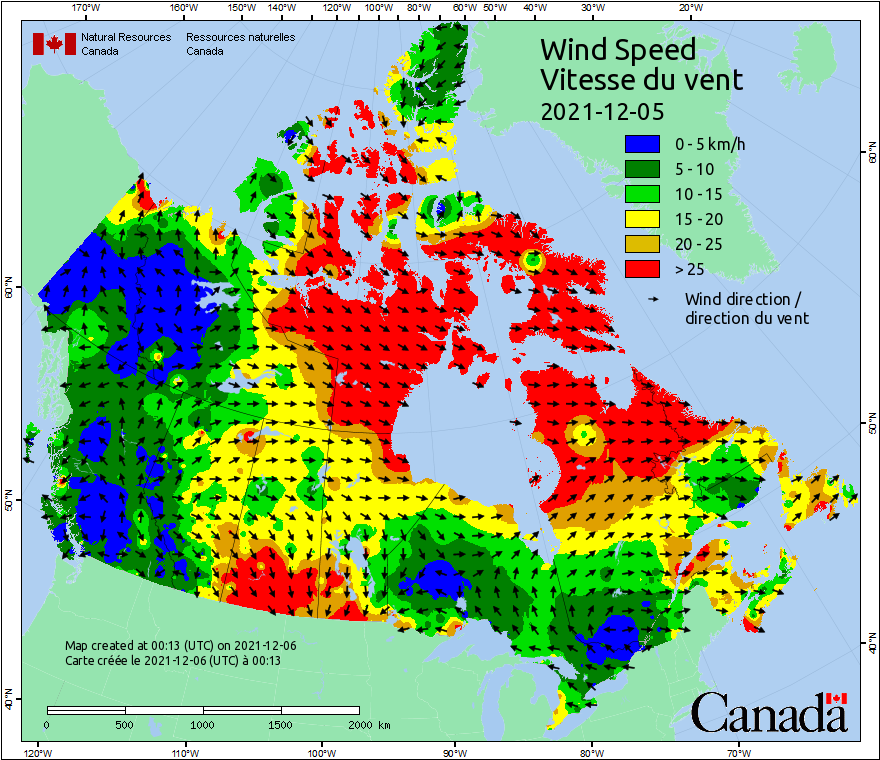 170°W 160°W 150°W 140°W 120°W 100°W 80°W 60°W 50°W 40°W 30°W 20°W
Natural Resources Canada
Ressources naturelles Canada
Wind Speed
Vitesse du vent
2021-12-05
0 - 5 km/h
5 - 10
10 - 15
15 - 20
20 - 25
> 25
Wind direction /
direction du vent
60°N
50°N
40°N
60°N
50°N
40°N
Map created at 00:13 (UTC) on 2021-12-06
Carte créée le 2021-12-06 (UTC) à 00:13
0 500 1000 1500 2000 km
Canada
120°W 110°W 100°W 90°W 80°W 70°W